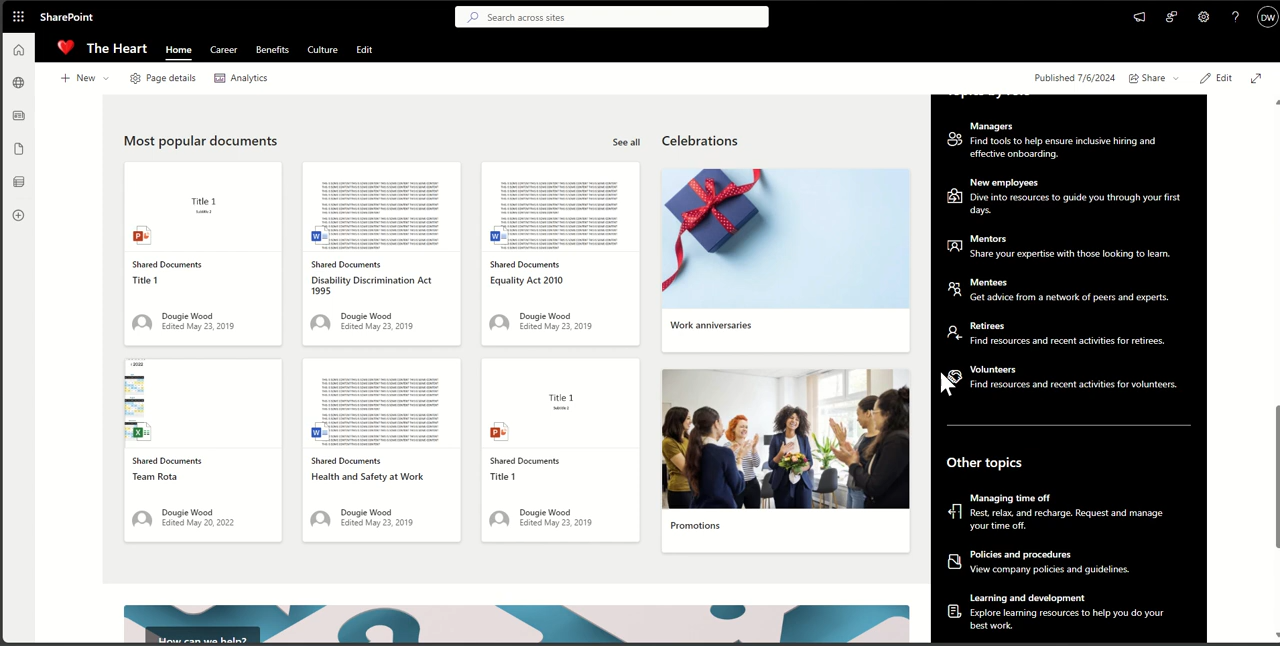 SharePoint
Search across sites
DW
The Heart
Home
Career
Benefits
Culture
Edit
New
Page details
Analytics
Published 7/6/2024
Share
Edit
Most popular documents
See all
Title 1
Shared Documents
Title 1
Dougie Wood
Edited May 23, 2019
Shared Documents
Disability Discrimination Act
1995
Dougie Wood
Edited May 23, 2019
Shared Documents
Equality Act 2010
Dougie Wood
Edited May 23, 2019
Shared Documents
Team Rota
Dougie Wood
Edited May 20, 2022
Shared Documents
Health and Safety at Work
Dougie Wood
Edited May 23, 2019
Title 1
Shared Documents
Title 1
Dougie Wood
Edited May 23, 2019
Celebrations
Work anniversaries
Promotions
How can we help?
Managers
Find tools to help ensure inclusive hiring and
effective onboarding.
New employees
Dive into resources to guide you through your first
days.
Mentors
Share your expertise with those looking to learn.
Mentees
Get advice from a network of peers and experts.
Retirees
Find resources and recent activities for retirees.
Volunteers
Find resources and recent activities for volunteers.
Other topics
Managing time off
Rest, relax, and recharge. Request and manage
your time off.
Policies and procedures
View company policies and guidelines.
Learning and development
Explore learning resources to help you do your
best work.